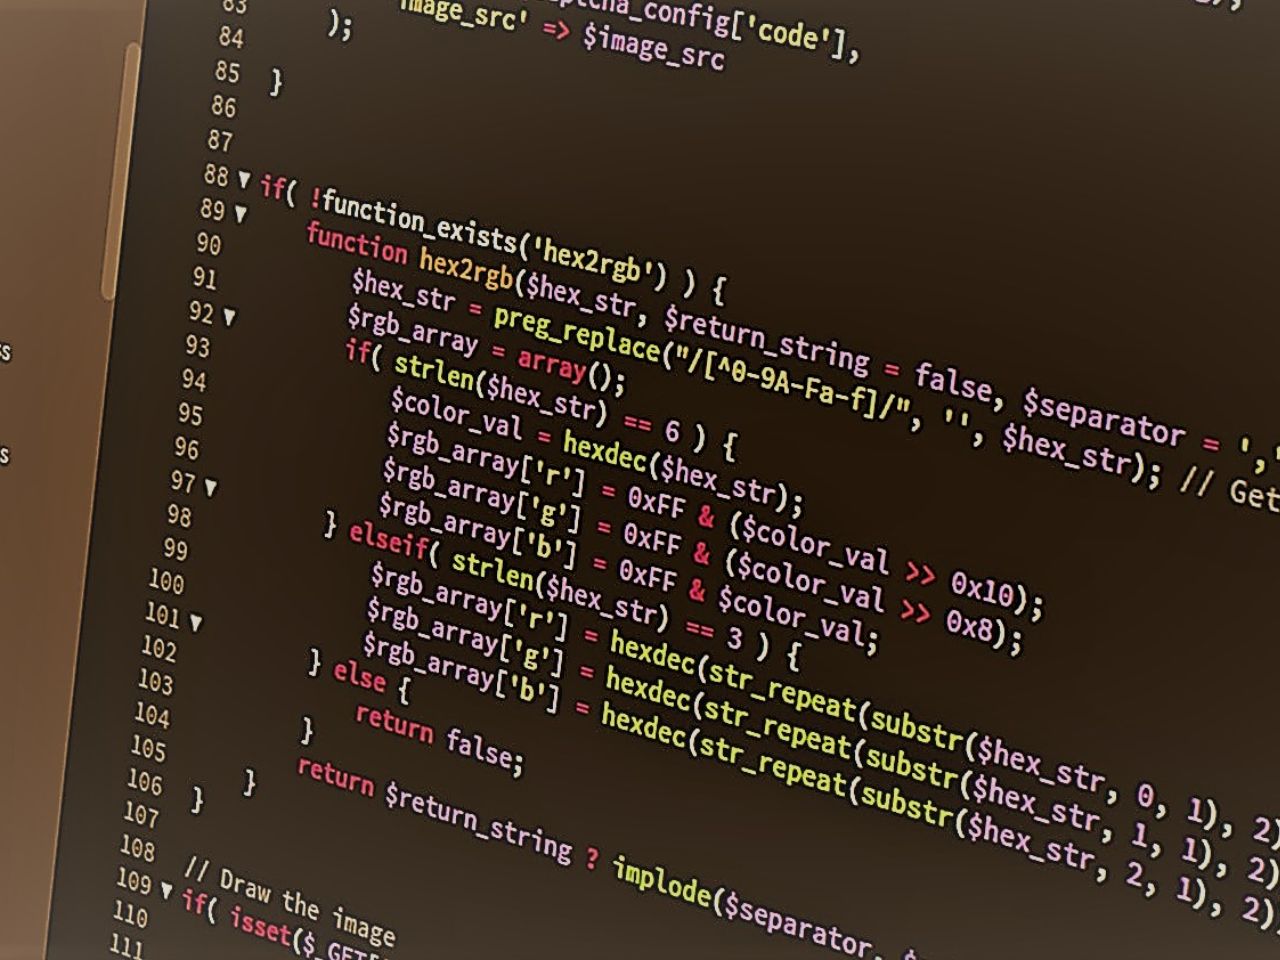 _config['code'],
83 image_src' => $image_src
84 );
85 }
86
87
88 ▼ if( !function_exists('hex2rgb') ) {
89 ▼ function hex2rgb($hex_str, $return_string = false, $separator = ','
90 $hex_str = preg_replace("/[^0-9A-Fa-f]/", '', $hex_str); // Get
91 $rgb_array = array();
92 ▼ if( strlen($hex_str) == 6 ) {
93 $color_val = hexdec($hex_str);
94 $rgb_array['r'] = 0xFF & ($color_val >> 0x10);
95 $rgb_array['g'] = 0xFF & ($color_val >> 0x8);
96 $rgb_array['b'] = 0xFF & $color_val;
97 ▼ } elseif( strlen($hex_str) == 3 ) {
98 $rgb_array['r'] = hexdec(str_repeat(substr($hex_str, 0, 1), 2)
99 $rgb_array['g'] = hexdec(str_repeat(substr($hex_str, 1, 1), 2)
100 $rgb_array['b'] = hexdec(str_repeat(substr($hex_str, 2, 1), 2)
101 ▼ } else {
102 return false;
103 }
104 return $return_string ? implode($separator, $
105 }
106 }
107
108 // Draw the image
109 ▼ if( isset($_GET[
110
111